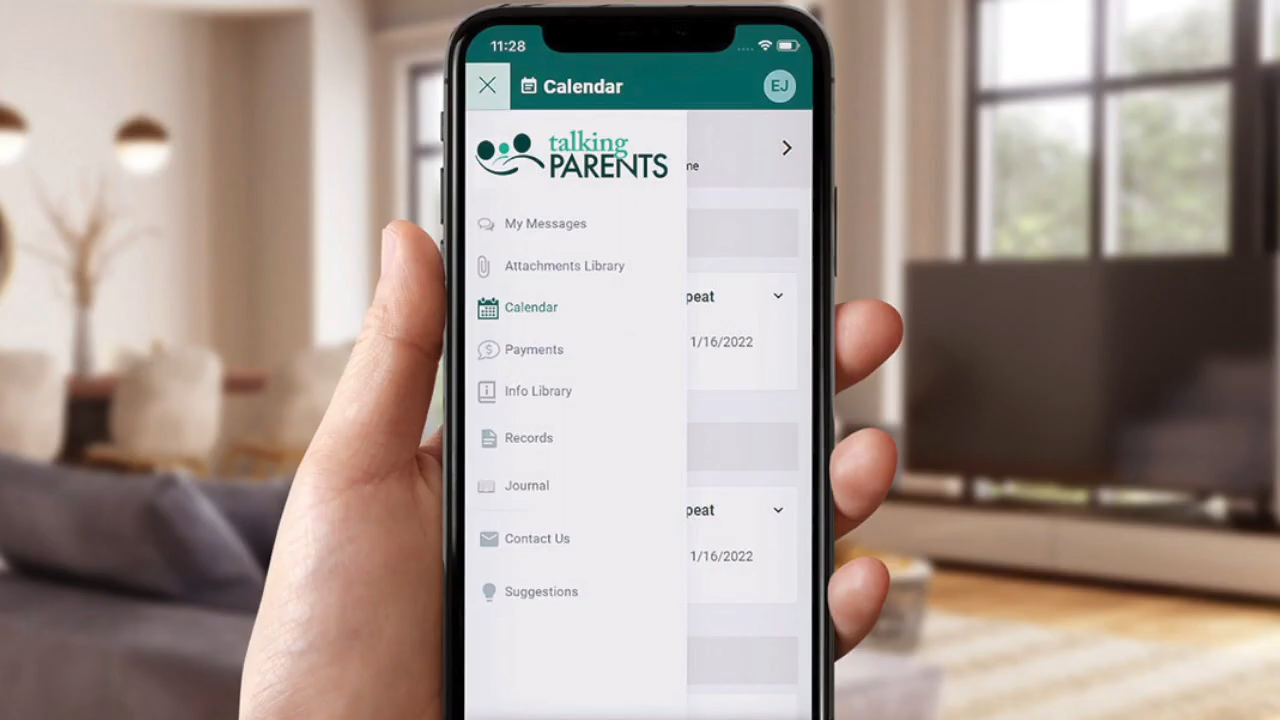 11:28
Calendar
EJ
talking
PARENTS
My Messages
Attachments Library
Calendar
Payments
Info Library
Records
Journal
Contact Us
Suggestions
me
peat
1/16/2022
peat
1/16/2022